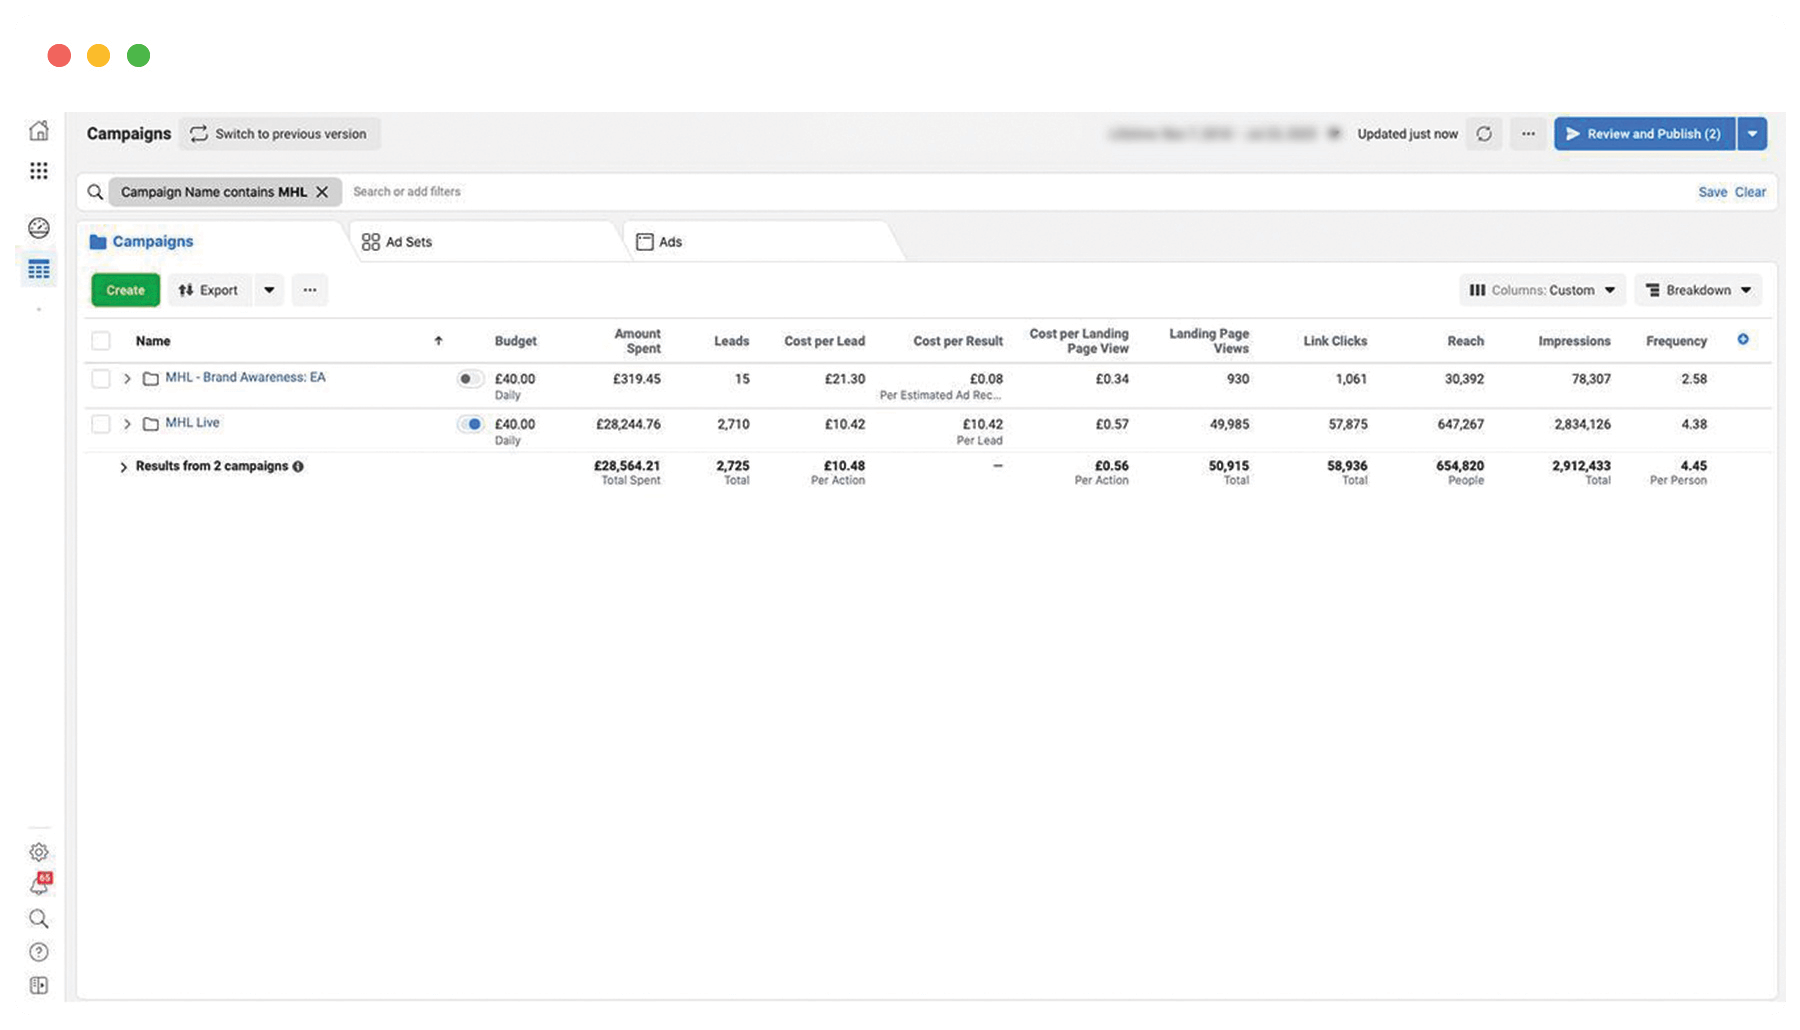 Campaigns
Switch to previous version
Updated just now
Review and Publish (2)
Campaign Name contains MHL
Search or add filters
Save
Clear
Campaigns
Ad Sets
Ads
Create
Export
Columns: Custom
Breakdown
Name
Budget
Amount Spent
Leads
Cost per Lead
Cost per Result
Cost per Landing Page View
Landing Page Views
Link Clicks
Reach
Impressions
Frequency
MHL - Brand Awareness: EA
£40.00
Daily
£319.45
15
£21.30
£0.08
Per Estimated Ad Rec...
£0.34
930
1,061
30,392
78,307
2.58
MHL Live
£40.00
Daily
£28,244.76
2,710
£10.42
£10.42
Per Lead
£0.57
49,985
57,875
647,267
2,834,126
4.38
Results from 2 campaigns
£28,564.21
Total Spent
2,725
Total
£10.48
Per Action
—
£0.56
Per Action
50,915
Total
58,936
Total
654,820
People
2,912,433
Total
4.45
Per Person
65